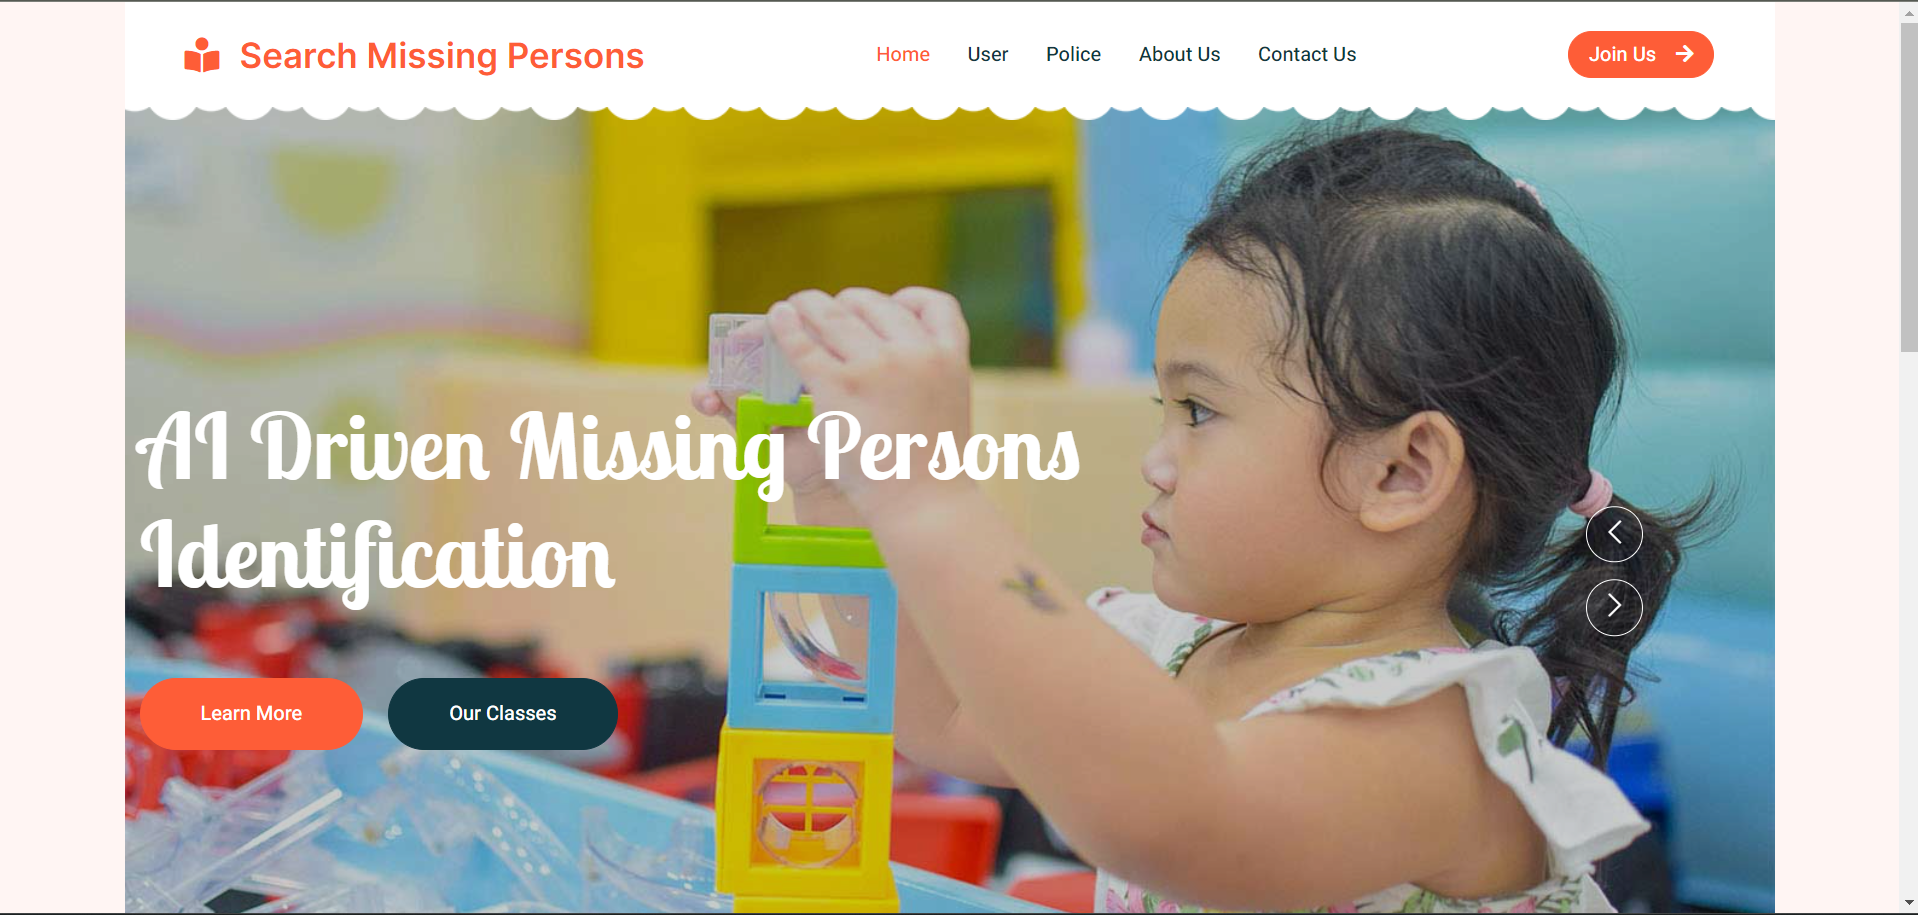 Search Missing Persons
Home User Police About Us Contact Us
Join Us
AI Driven Missing Persons
Identification
Learn More Our Classes